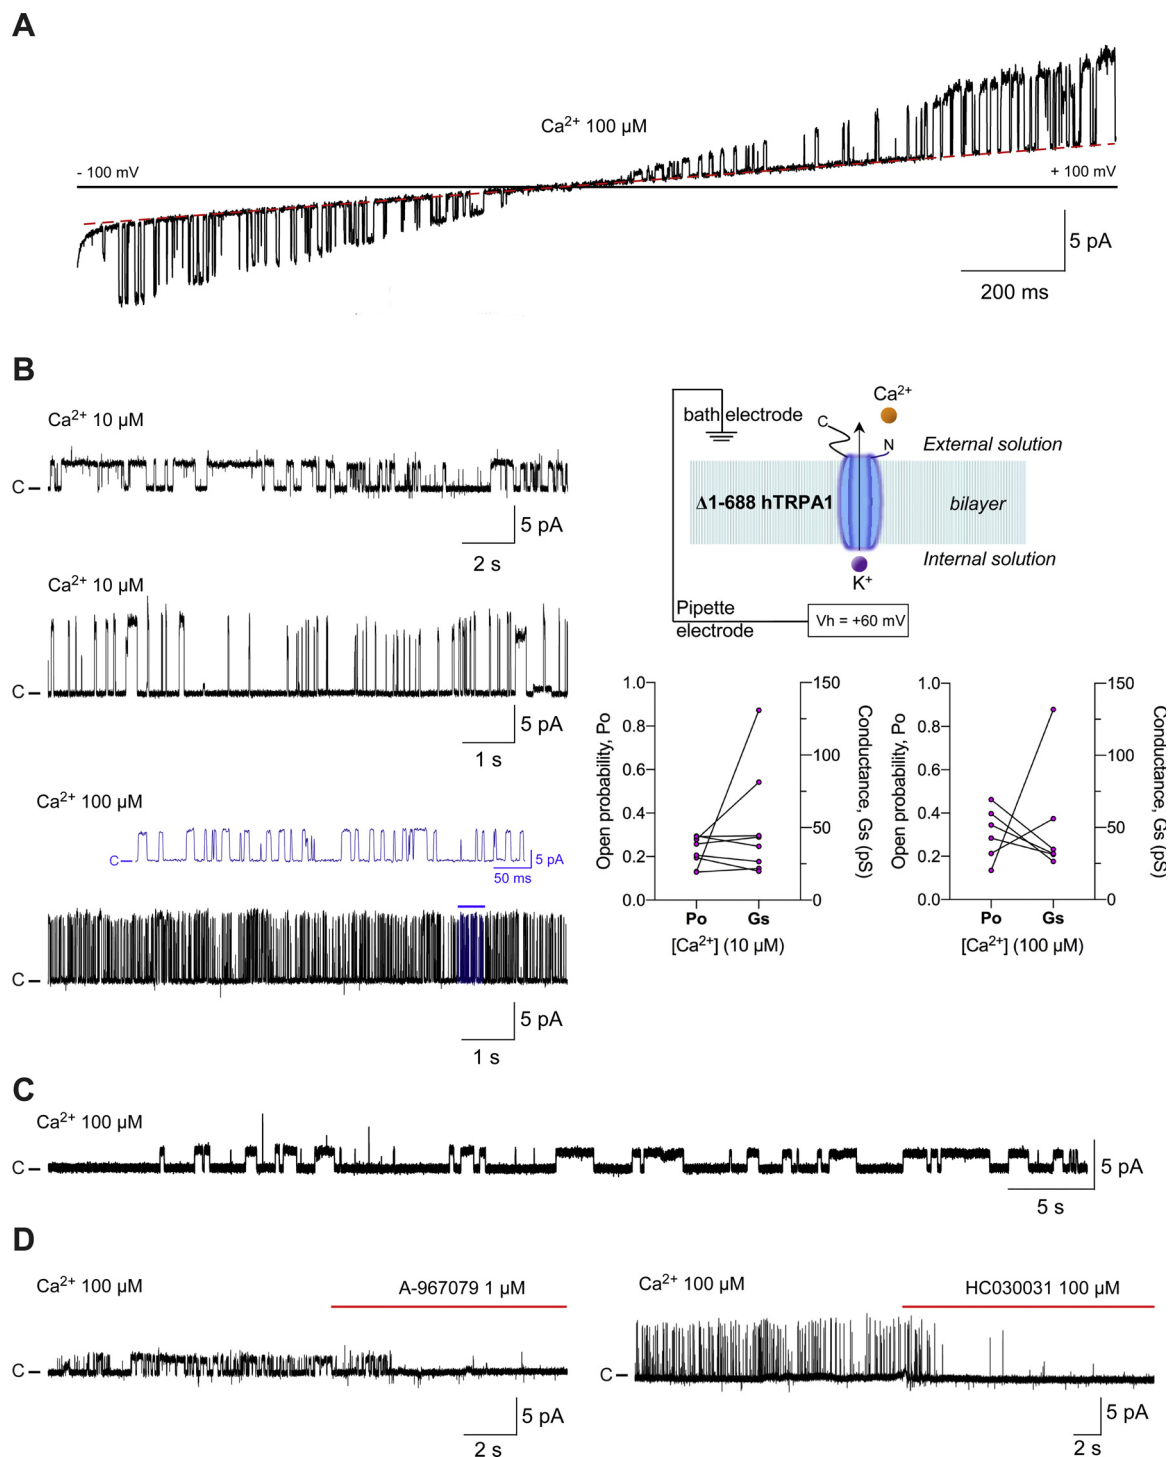 A
Ca²⁺ 100 µM
- 100 mV
+ 100 mV
5 pA
200 ms
B
Ca²⁺ 10 µM
C
5 pA
2 s
Ca²⁺ 10 µM
C
5 pA
1 s
Ca²⁺ 100 µM
C
5 pA
50 ms
C
5 pA
1 s
bath electrode
Ca²⁺
C
N
External solution
Δ1-688 hTRPA1
bilayer
Internal solution
K⁺
Pipette
electrode
Vh = +60 mV
Open probability, Po
1.0
0.8
0.6
0.4
0.2
0.0
150
100
50
0
Conductance, Gs
(pS)
Po
Gs
[Ca²⁺] (10 µM)
Open probability, Po
1.0
0.8
0.6
0.4
0.2
0.0
150
100
50
0
Conductance, Gs
(pS)
Po
Gs
[Ca²⁺] (100 µM)
C
Ca²⁺ 100 µM
C
5 pA
5 s
D
Ca²⁺ 100 µM
A-967079 1 µM
C
5 pA
2 s
Ca²⁺ 100 µM
HC030031 100 µM
C
5 pA
2 s